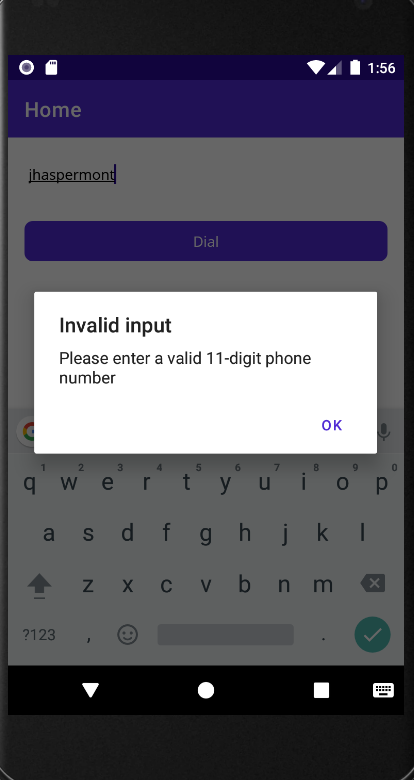 1:56
Home
jhaspermont
Dial
Invalid input
Please enter a valid 11-digit phone
number
OK
1 2 3 4 5 6 7 8 9 0
q w e r t y u i o p
a s d f g h j k l
z x c v b n m
?123 , .